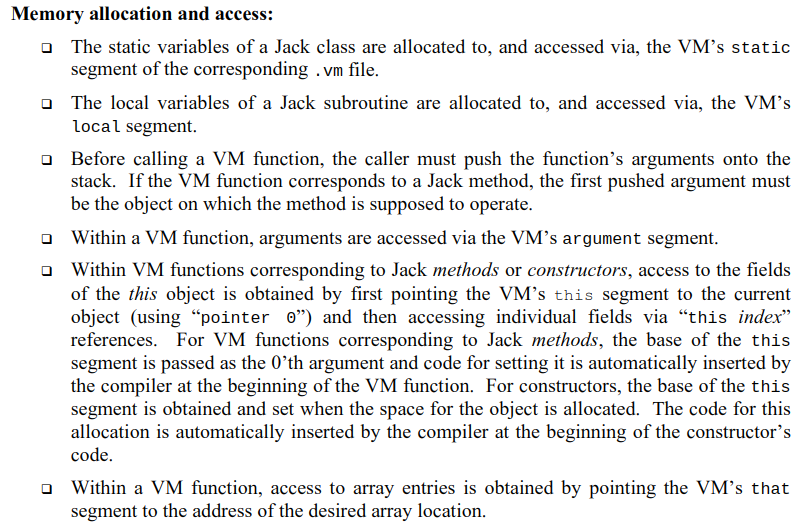 Memory allocation and access:
❑ The static variables of a Jack class are allocated to, and accessed via, the VM’s static
segment of the corresponding .vm file.
❑ The local variables of a Jack subroutine are allocated to, and accessed via, the VM’s
local segment.
❑ Before calling a VM function, the caller must push the function’s arguments onto the
stack. If the VM function corresponds to a Jack method, the first pushed argument must
be the object on which the method is supposed to operate.
❑ Within a VM function, arguments are accessed via the VM’s argument segment.
❑ Within VM functions corresponding to Jack methods or constructors, access to the fields
of the this object is obtained by first pointing the VM’s this segment to the current
object (using “pointer 0”) and then accessing individual fields via “this index”
references. For VM functions corresponding to Jack methods, the base of the this
segment is passed as the 0’th argument and code for setting it is automatically inserted by
the compiler at the beginning of the VM function. For constructors, the base of the this
segment is obtained and set when the space for the object is allocated. The code for this
allocation is automatically inserted by the compiler at the beginning of the constructor’s
code.
❑ Within a VM function, access to array entries is obtained by pointing the VM’s that
segment to the address of the desired array location.